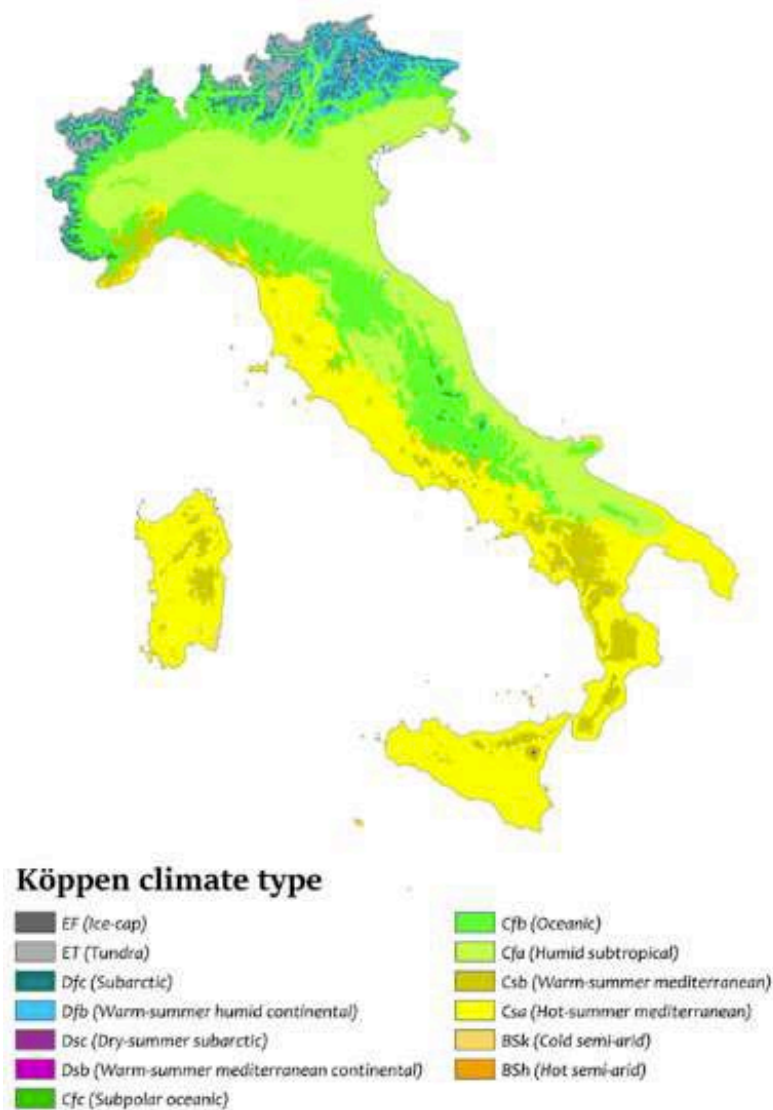 Köppen climate type
EF (Ice-cap)
ET (Tundra)
Dfc (Subarctic)
Dfb (Warm-summer humid continental)
Dsc (Dry-summer subarctic)
Dsb (Warm-summer mediterranean continental)
Cfc (Subpolar oceanic)
Cfb (Oceanic)
Cfa (Humid subtropical)
Csb (Warm-summer mediterranean)
Csa (Hot-summer mediterranean)
BSk (Cold semi-arid)
BSh (Hot semi-arid)